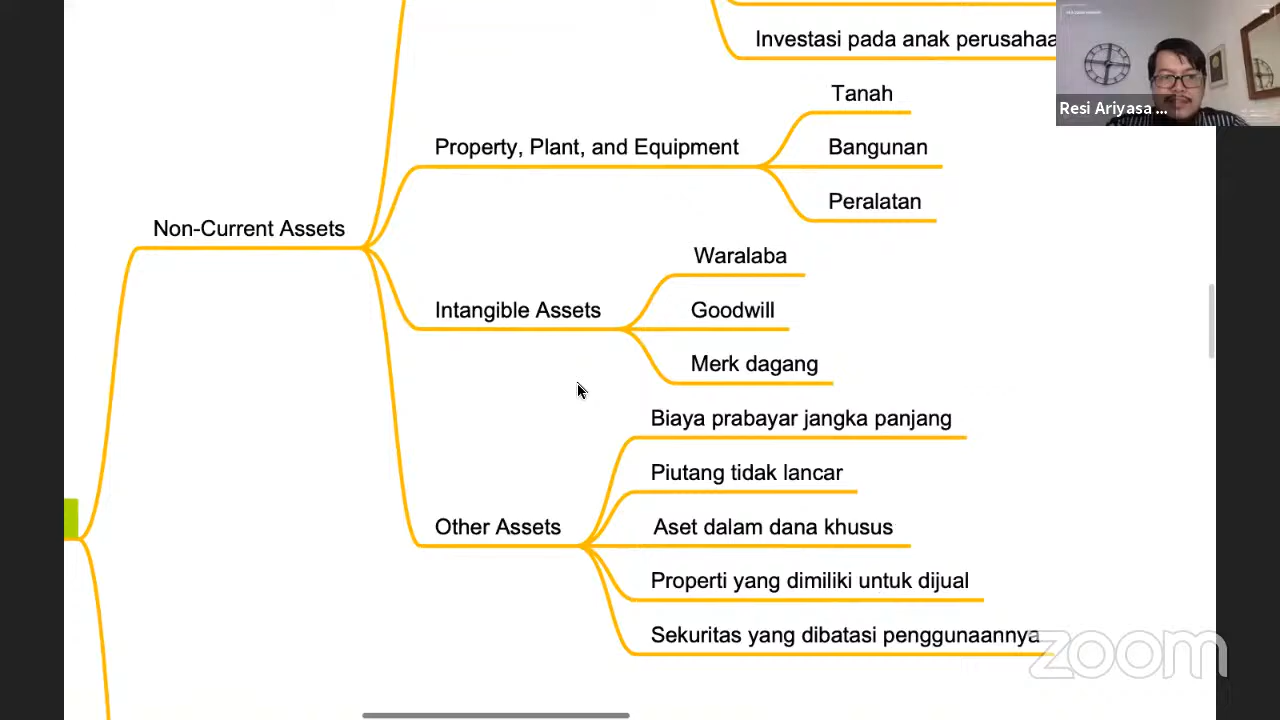 Investasi pada anak perusahaa
Resi Ariyasa ...
Tanah
Property, Plant, and Equipment
Bangunan
Peralatan
Non-Current Assets
Waralaba
Intangible Assets
Goodwill
Merk dagang
Biaya prabayar jangka panjang
Piutang tidak lancar
Other Assets
Aset dalam dana khusus
Properti yang dimiliki untuk dijual
Sekuritas yang dibatasi penggunaannya
zoom